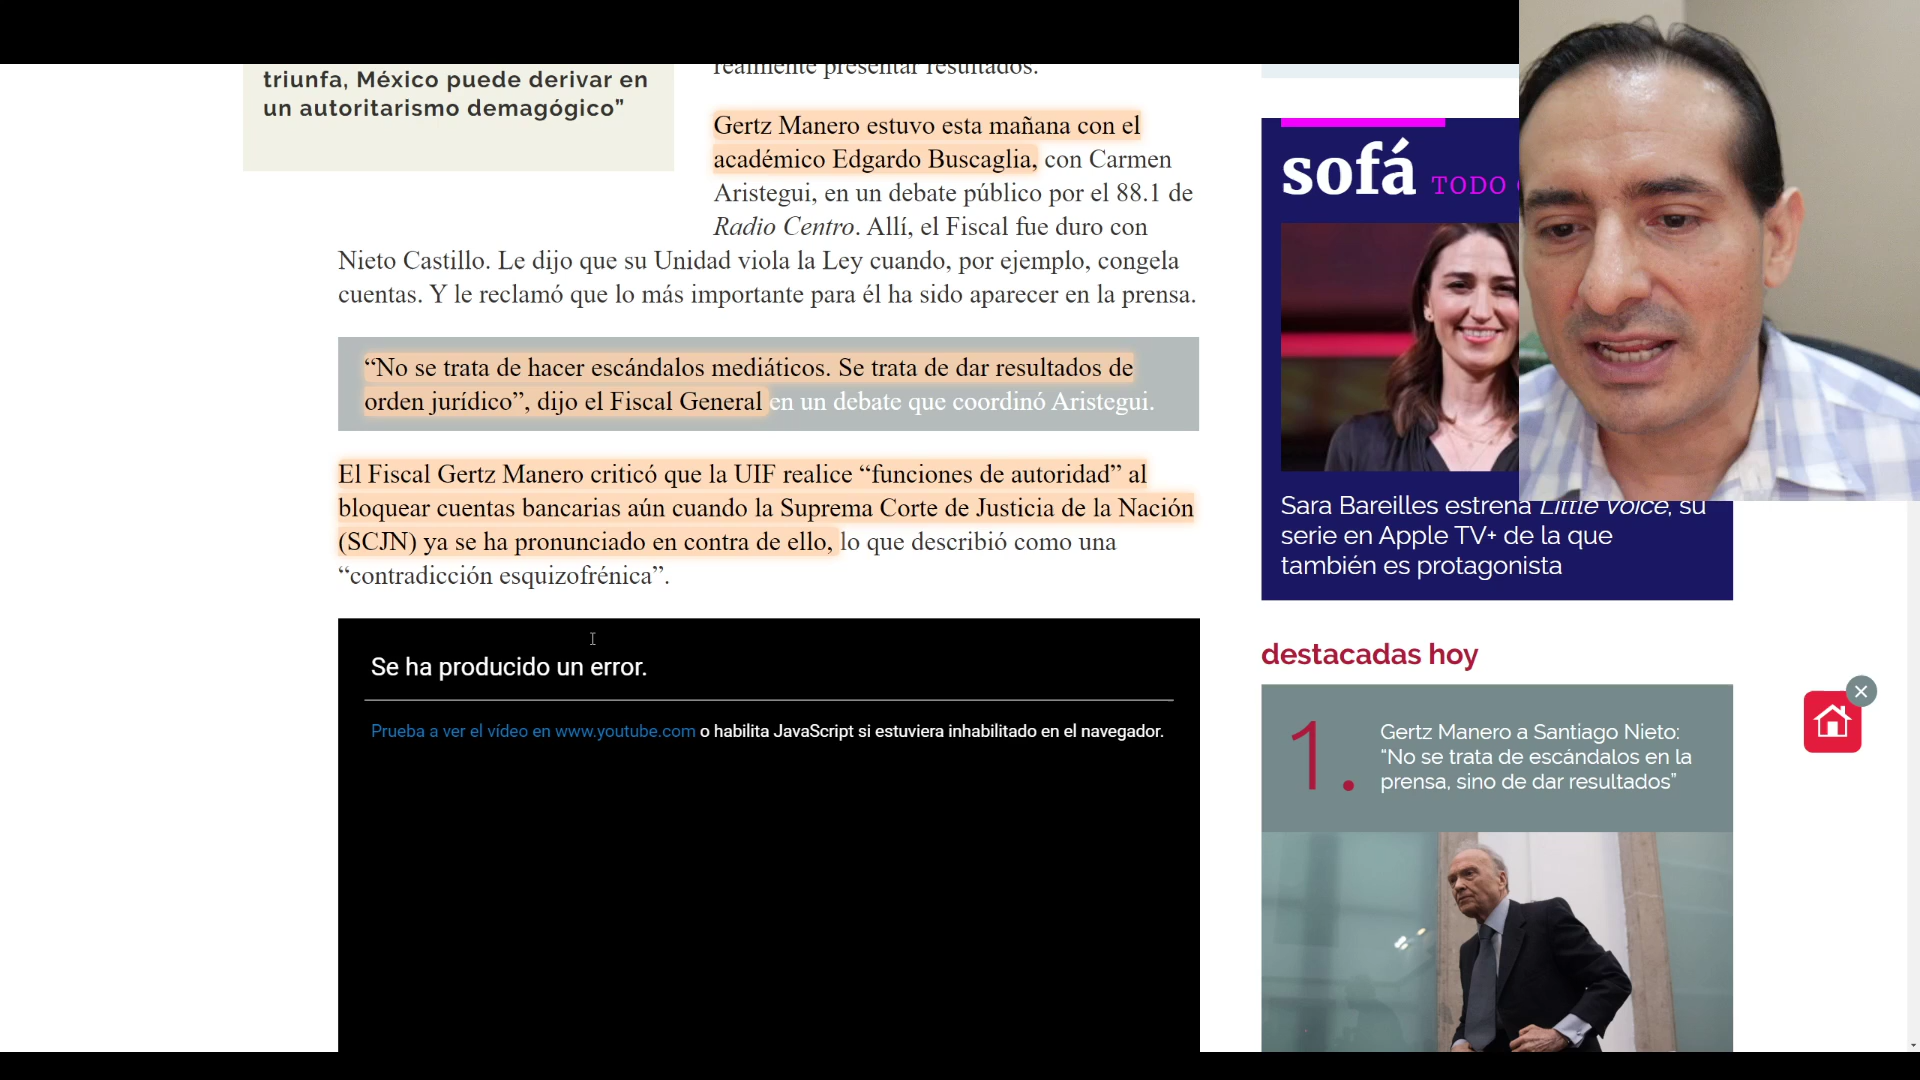 triunfa, México puede derivar en
un autoritarismo demagógico”
realmente presentar resultados.
Gertz Manero estuvo esta mañana con el
académico Edgardo Buscaglia, con Carmen
Aristegui, en un debate público por el 88.1 de
Radio Centro. Allí, el Fiscal fue duro con
Nieto Castillo. Le dijo que su Unidad viola la Ley cuando, por ejemplo, congela
cuentas. Y le reclamó que lo más importante para él ha sido aparecer en la prensa.
“No se trata de hacer escándalos mediáticos. Se trata de dar resultados de
orden jurídico”, dijo el Fiscal General en un debate que coordinó Aristegui.
El Fiscal Gertz Manero criticó que la UIF realice “funciones de autoridad” al
bloquear cuentas bancarias aún cuando la Suprema Corte de Justicia de la Nación
(SCJN) ya se ha pronunciado en contra de ello, lo que describió como una
“contradicción esquizofrénica”.
Se ha producido un error.
Prueba a ver el vídeo en www.youtube.com o habilita JavaScript si estuviera inhabilitado en el navegador.
sofá TODO
Sara Bareilles estrena Little Voice, su
serie en Apple TV+ de la que
también es protagonista
destacadas hoy
1.
Gertz Manero a Santiago Nieto:
“No se trata de escándalos en la
prensa, sino de dar resultados”